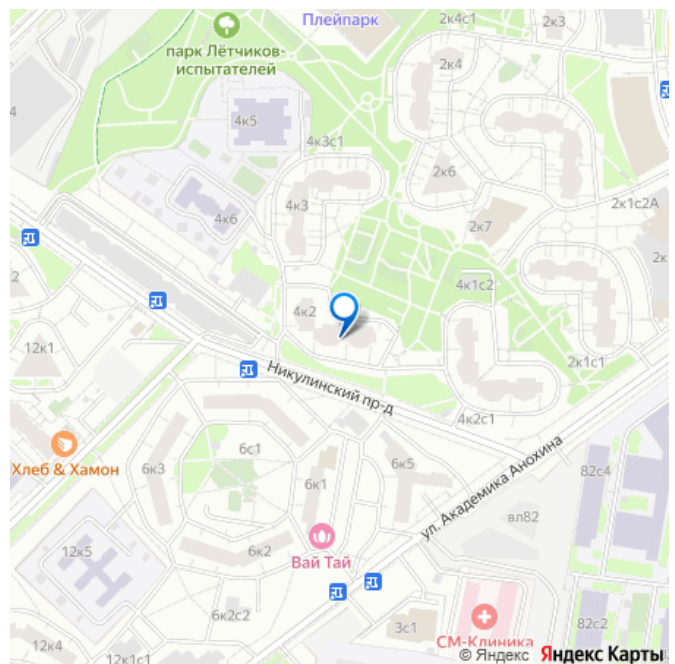 Плейпарк
2к4с1
2к3
парк Лётчиков-
испытателей
2к4
4к5
4к3с1
2к6
4к3
2к1с2А
4к6
2к7
2к
2
4к1с2
4к2
12к1
2к1с1
Никулинский пр-д
4к2с1
6с1
ул. Академика Анохина
Хлеб & Хамон
6к3
6к5
82с4
6к1
вл82
12к5
6к2
Вай Тай
6к2с2
3с1
82с2
12к4
12к1с1
СМ-Клиника
© Яндекс Яндекс Карты